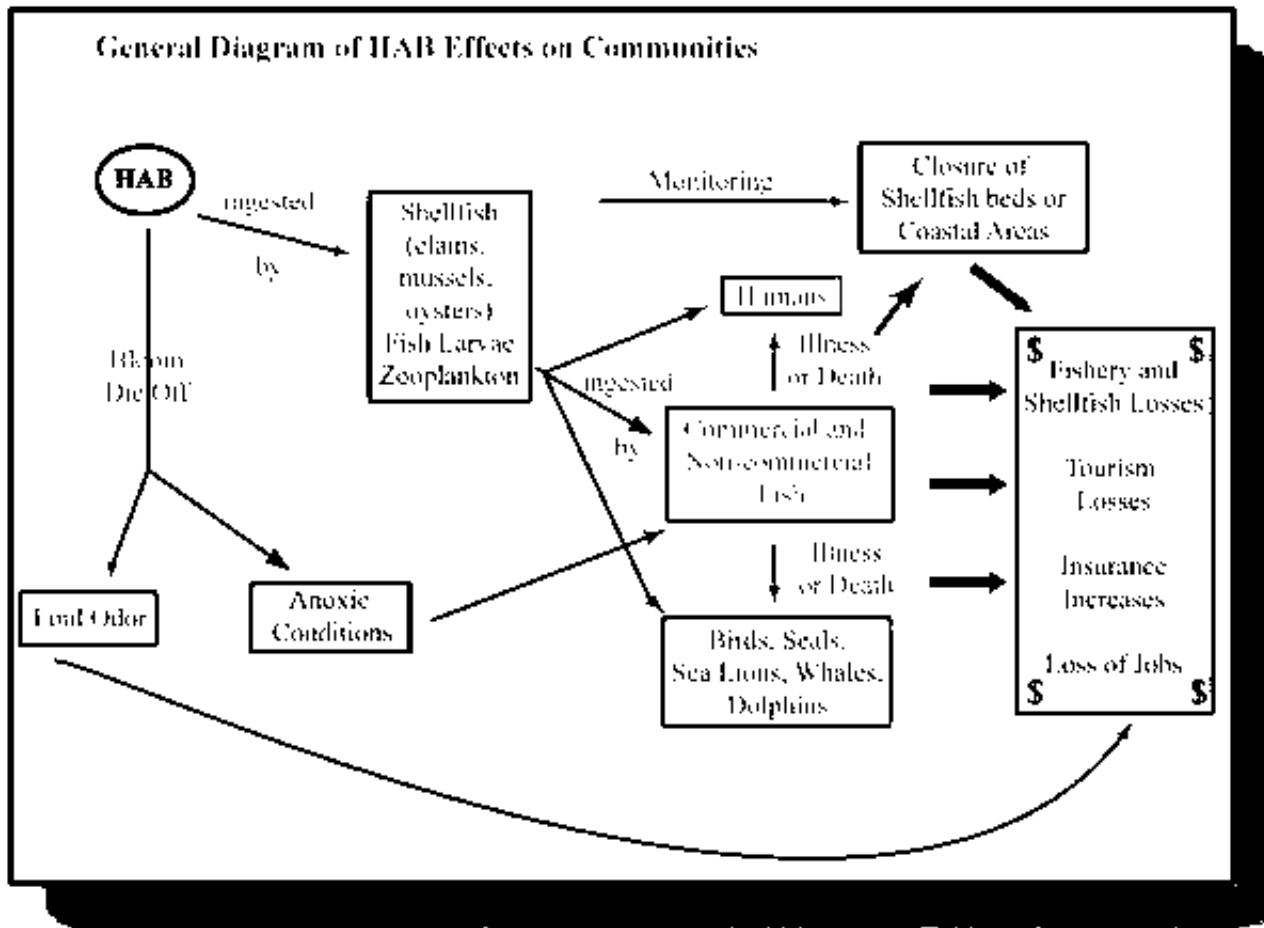 General Diagram of HAB Effects on Communities
HAB
ingested
by
Bloom
Die Off
Shellfish
(clams,
mussels,
oysters)
Fish Larvae
Zooplankton
Monitoring
Closure of
Shellfish beds or
Coastal Areas
Humans
Illness
or Death
ingested
by
Commercial and
Non-commercial
Fish
Illness
or Death
Birds, Seals,
Sea Lions, Whales,
Dolphins
Foul Odor
Anoxic
Conditions
$ $
Fishery and
Shellfish Losses
Tourism
Losses
Insurance
Increases
Loss of Jobs
$ $